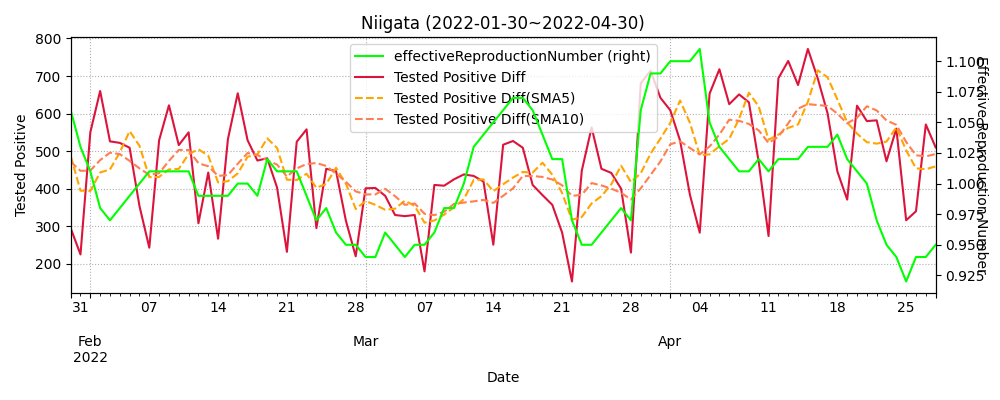 Niigata (2022-01-30~2022-04-30)
effectiveReproductionNumber (right)
Tested Positive Diff
Tested Positive Diff(SMA5)
Tested Positive Diff(SMA10)
Tested Positive
800
700
600
500
400
300
200
1.100
1.075
1.050
1.025
1.000
0.975
0.950
0.925
Effective Reproduction Number
31 07 14 21 28 07 14 21 28 04 11 18 25
Feb Mar Apr
2022
Date